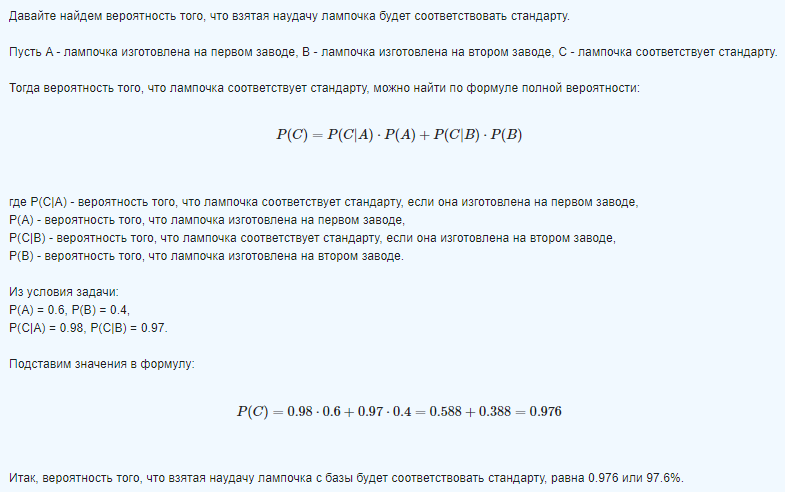 Давайте найдем вероятность того, что взятая наудачу лампочка будет соответствовать стандарту.
Пусть A - лампочка изготовлена на первом заводе, B - лампочка изготовлена на втором заводе, C - лампочка соответствует стандарту.
Тогда вероятность того, что лампочка соответствует стандарту, можно найти по формуле полной вероятности:
P(C) = P(C|A) · P(A) + P(C|B) · P(B)
где P(C|A) - вероятность того, что лампочка соответствует стандарту, если она изготовлена на первом заводе,
P(A) - вероятность того, что лампочка изготовлена на первом заводе,
P(C|B) - вероятность того, что лампочка соответствует стандарту, если она изготовлена на втором заводе,
P(B) - вероятность того, что лампочка изготовлена на втором заводе.
Из условия задачи:
P(A) = 0.6, P(B) = 0.4,
P(C|A) = 0.98, P(C|B) = 0.97.
Подставим значения в формулу:
P(C) = 0.98 · 0.6 + 0.97 · 0.4 = 0.588 + 0.388 = 0.976
Итак, вероятность того, что взятая наудачу лампочка с базы будет соответствовать стандарту, равна 0.976 или 97.6%.